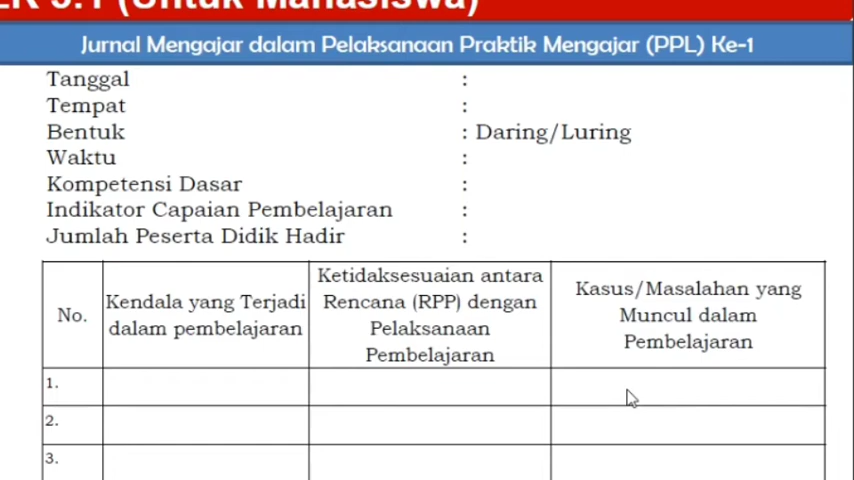 (Untuk Mahasiswa)
Jurnal Mengajar dalam Pelaksanaan Praktik Mengajar (PPL) Ke-1
Tanggal :
Tempat :
Bentuk : Daring/Luring
Waktu :
Kompetensi Dasar :
Indikator Capaian Pembelajaran :
Jumlah Peserta Didik Hadir :
No.
Kendala yang Terjadi
dalam pembelajaran
Ketidaksesuaian antara
Rencana (RPP) dengan
Pelaksanaan
Pembelajaran
Kasus/Masalahan yang
Muncul dalam
Pembelajaran
1.
2.
3.